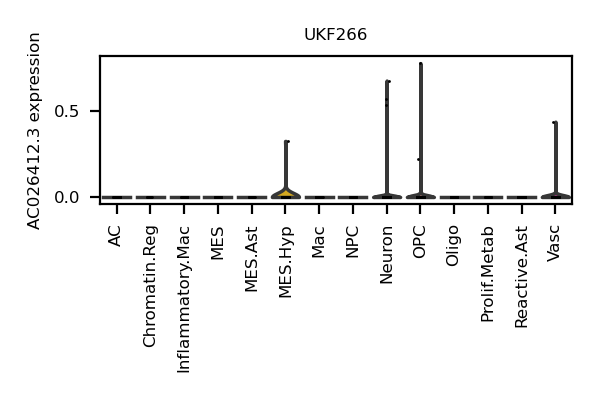 UKF266
AC026412.3 expression
0.5
0.0
AC
Chromatin.Reg
Inflammatory.Mac
MES
MES.Ast
MES.Hyp
Mac
NPC
Neuron
OPC
Oligo
Prolif.Metab
Reactive.Ast
Vasc